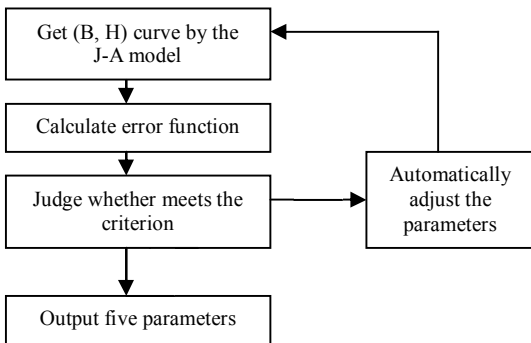 Get (B, H) curve by the
J-A model
Calculate error function
Judge whether meets the
criterion
Automatically
adjust the
parameters
Output five parameters